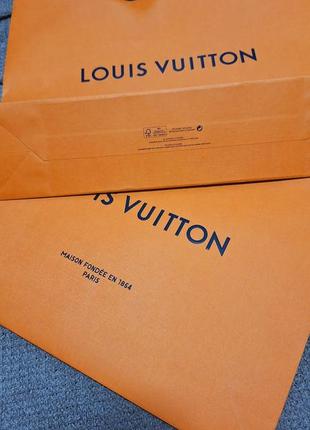 LOUIS VUITTON
IS VUITTON
MAISON FONDÉE EN 1854
PARIS